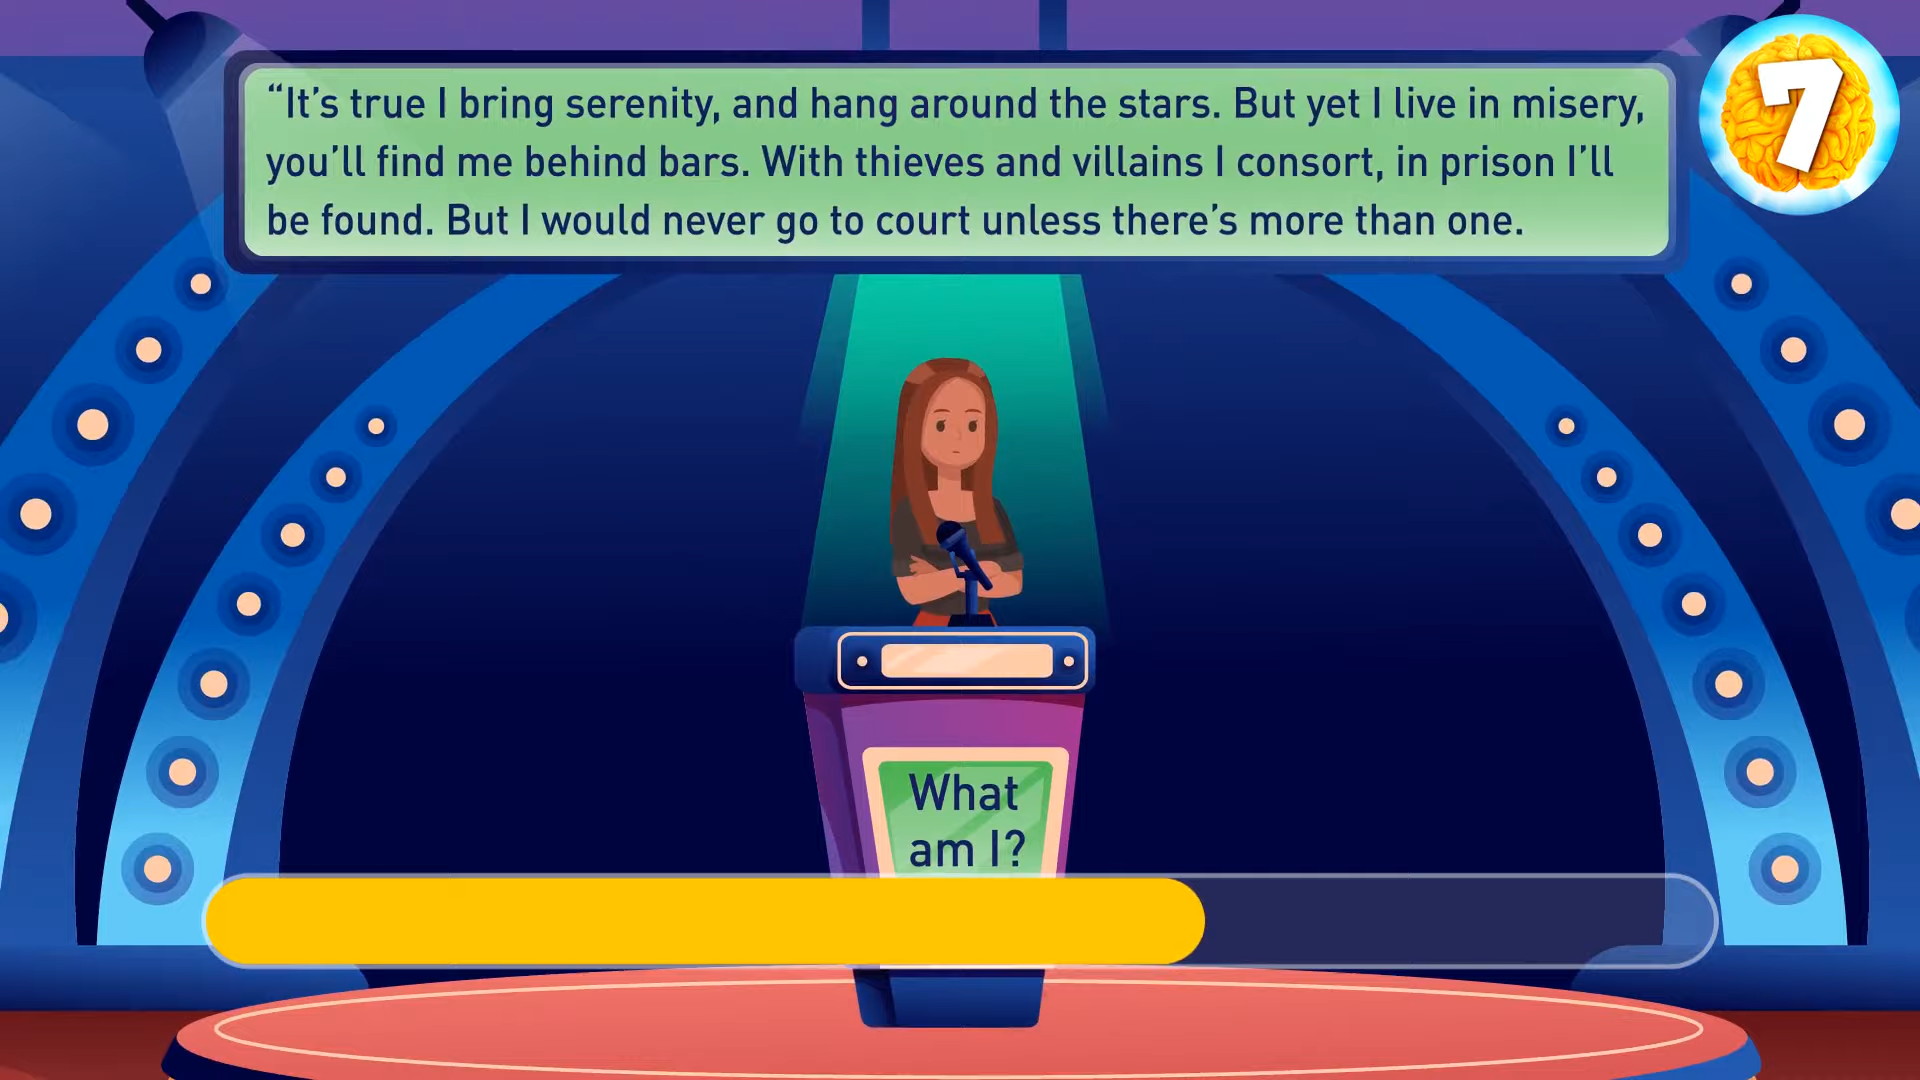 “It’s true I bring serenity, and hang around the stars. But yet I live in misery,
you’ll find me behind bars. With thieves and villains I consort, in prison I’ll
be found. But I would never go to court unless there’s more than one.
7
What
am I?